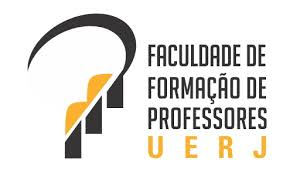 FACULDADE DE
FORMAÇÃO DE
PROFESSORES
UERJ